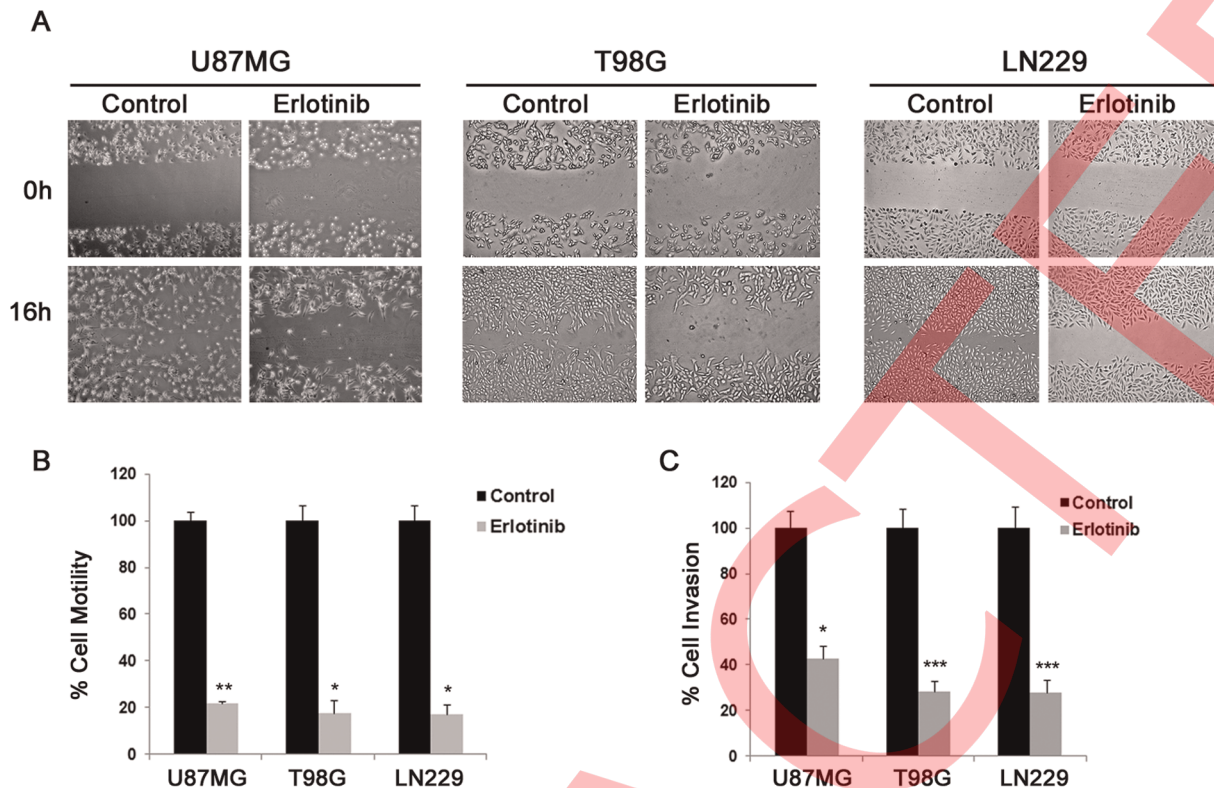 A
U87MG
T98G
LN229
Control
Erlotinib
Control
Erlotinib
Control
Erlotinib
0h
16h
B
120
100
80
60
40
20
0
% Cell Motility
Control
Erlotinib
**
*
*
U87MG
T98G
LN229
C
120
100
80
60
40
20
0
% Cell Invasion
Control
Erlotinib
*
***
***
U87MG
T98G
LN229